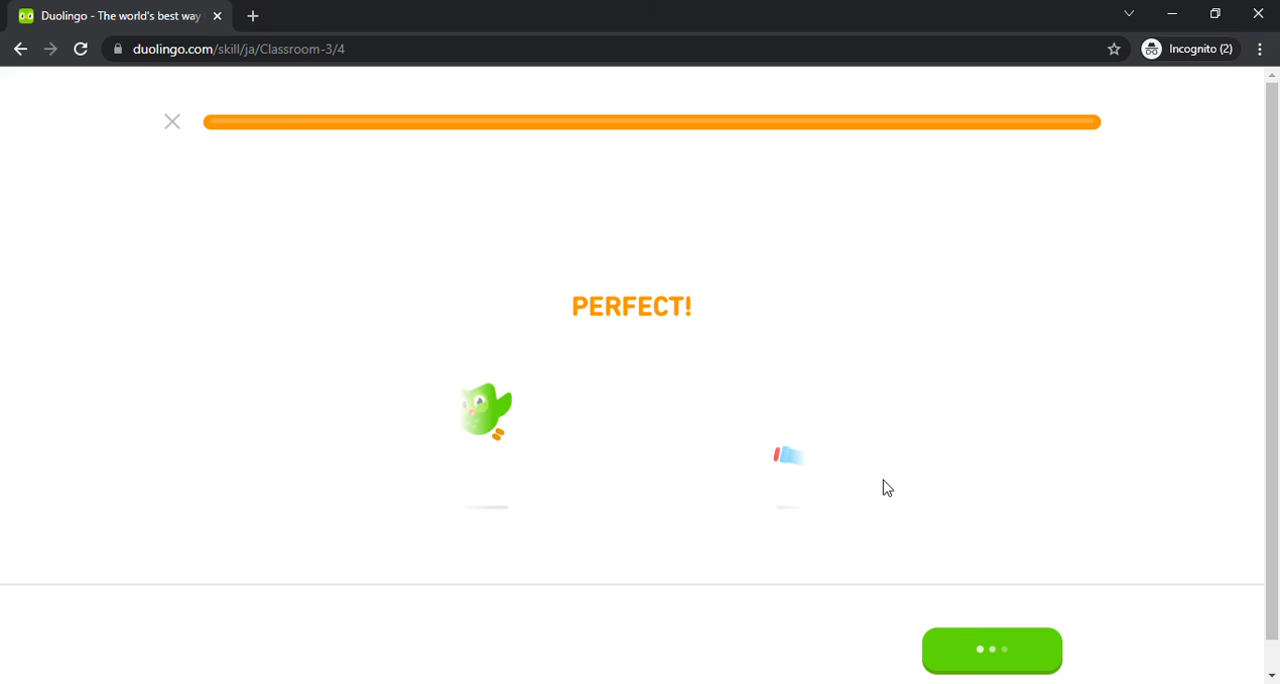 Duolingo - The world's best way
duolingo.com/skill/ja/Classroom-3/4
Incognito (2)
PERFECT!